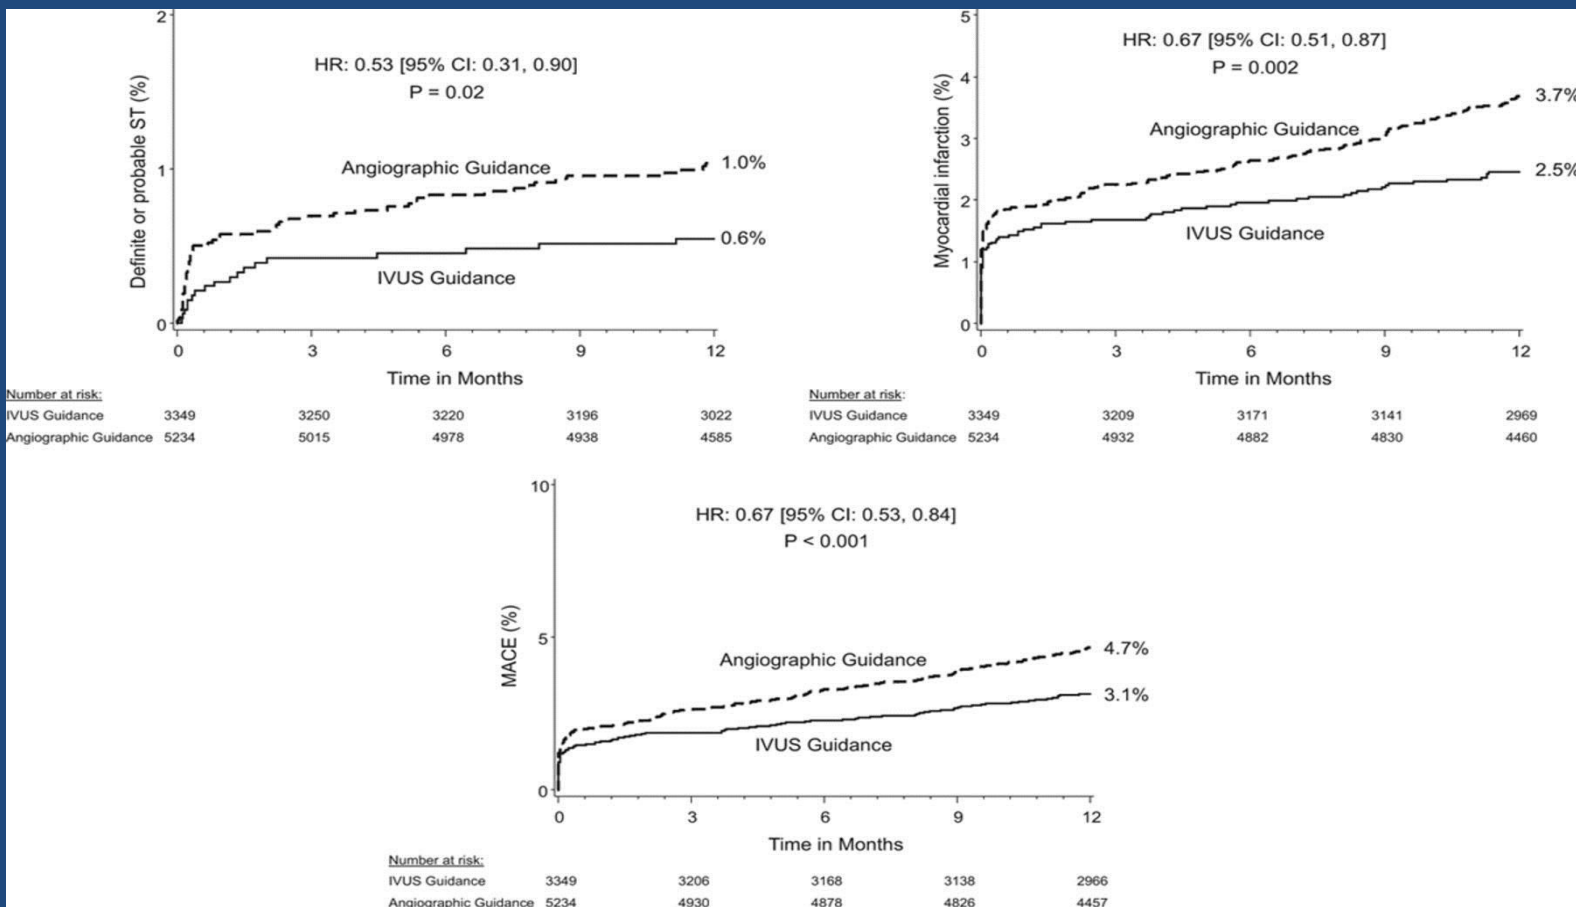 2
HR: 0.53 [95% CI: 0.31, 0.90]
P = 0.02
Definite or probable ST (%)
Angiographic Guidance
1.0%
1
0.6%
IVUS Guidance
0
0 3 6 9 12
Time in Months
Number at risk:
IVUS Guidance 3349 3250 3220 3196 3022
Angiographic Guidance 5234 5015 4978 4938 4585
5
HR: 0.67 [95% CI: 0.51, 0.87]
P = 0.002
4
Myocardial infarction (%)
3.7%
Angiographic Guidance
3
2.5%
2
IVUS Guidance
1
0
0 3 6 9 12
Time in Months
Number at risk:
IVUS Guidance 3349 3209 3171 3141 2969
Angiographic Guidance 5234 4932 4882 4830 4460
10
HR: 0.67 [95% CI: 0.53, 0.84]
P < 0.001
MACE (%)
5
Angiographic Guidance
4.7%
3.1%
IVUS Guidance
0
0 3 6 9 12
Time in Months
Number at risk:
IVUS Guidance 3349 3206 3168 3138 2966
Angiographic Guidance 5234 4930 4878 4826 4457